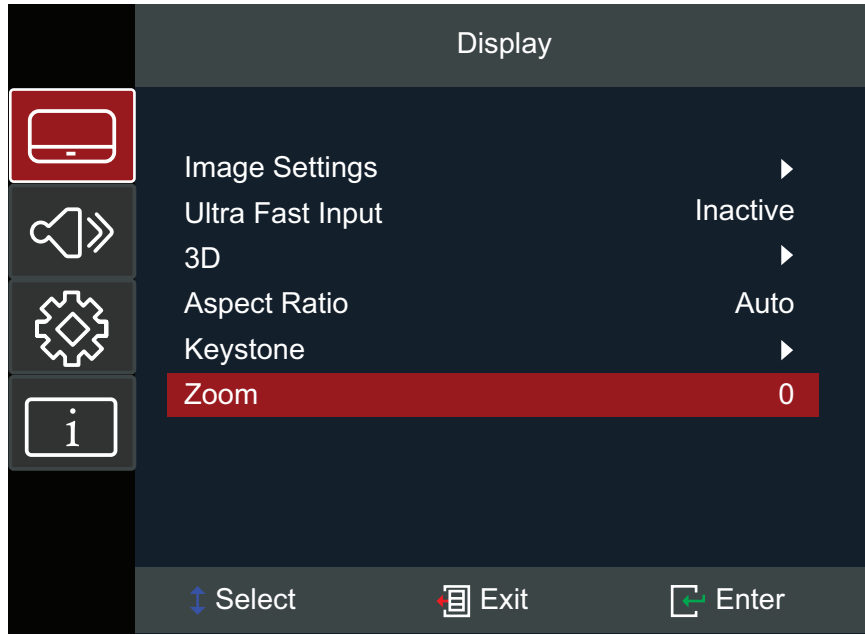 Display
Image Settings
Ultra Fast Input Inactive
3D
Aspect Ratio Auto
Keystone
Zoom 0
i
Select Exit Enter